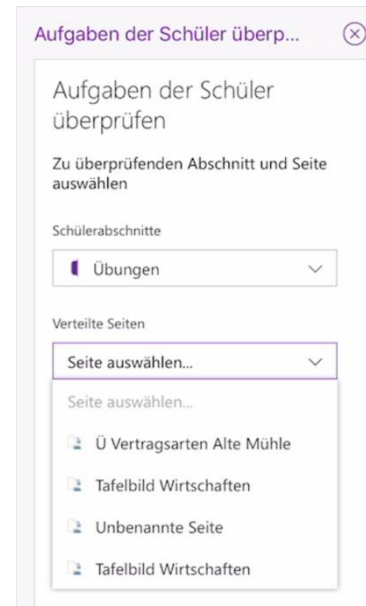 Aufgaben der Schüler überp...
Aufgaben der Schüler
überprüfen
Zu überprüfenden Abschnitt und Seite
auswählen
Schülerabschnitte
Übungen
Verteilte Seiten
Seite auswählen...
Seite auswählen...
Ü Vertragsarten Alte Mühle
Tafelbild Wirtschaften
Unbenannte Seite
Tafelbild Wirtschaften